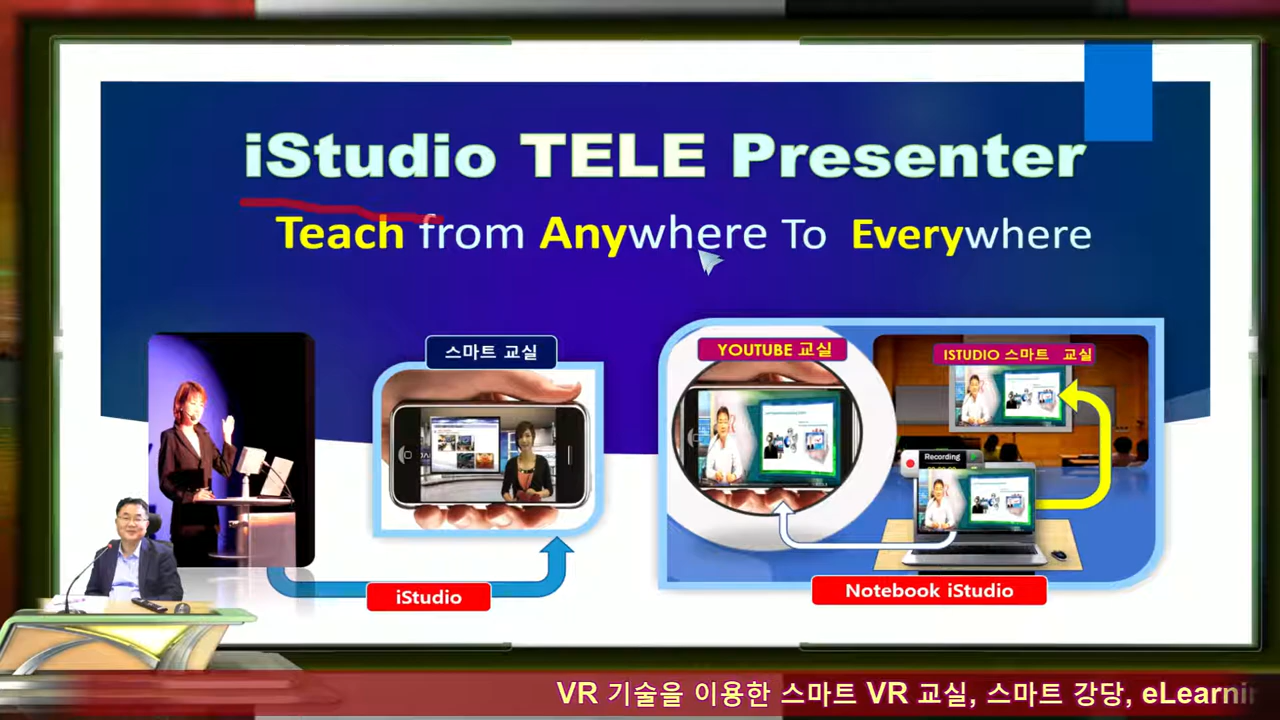 iStudio TELE Presenter
Teach from Anywhere To Everywhere
스마트 교실
YOUTUBE 교실
ISTUDIO 스마트 교실
Recording
iStudio
Notebook iStudio
VR 기술을 이용한 스마트 VR 교실, 스마트 강당, eLearnin